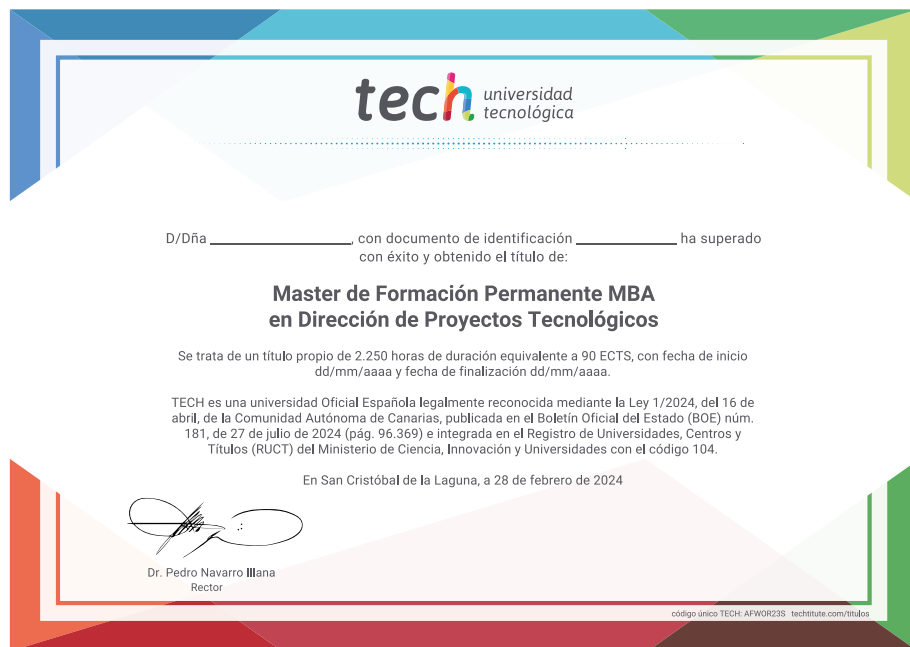 tech universidad
tecnológica
D/Dña ________________, con documento de identificación ____________ ha superado
con éxito y obtenido el título de:
Master de Formación Permanente MBA
en Dirección de Proyectos Tecnológicos
Se trata de un título propio de 2.250 horas de duración equivalente a 90 ECTS, con fecha de inicio
dd/mm/aaaa y fecha de finalización dd/mm/aaaa.
TECH es una universidad Oficial Española legalmente reconocida mediante la Ley 1/2024, del 16 de
abril, de la Comunidad Autónoma de Canarias, publicada en el Boletín Oficial del Estado (BOE) núm.
181, de 27 de julio de 2024 (pág. 96.369) e integrada en el Registro de Universidades, Centros y
Títulos (RUCT) del Ministerio de Ciencia, Innovación y Universidades con el código 104.
En San Cristóbal de la Laguna, a 28 de febrero de 2024
Dr. Pedro Navarro Illana
Rector
código único TECH: AFWOR23S techtitute.com/titulos